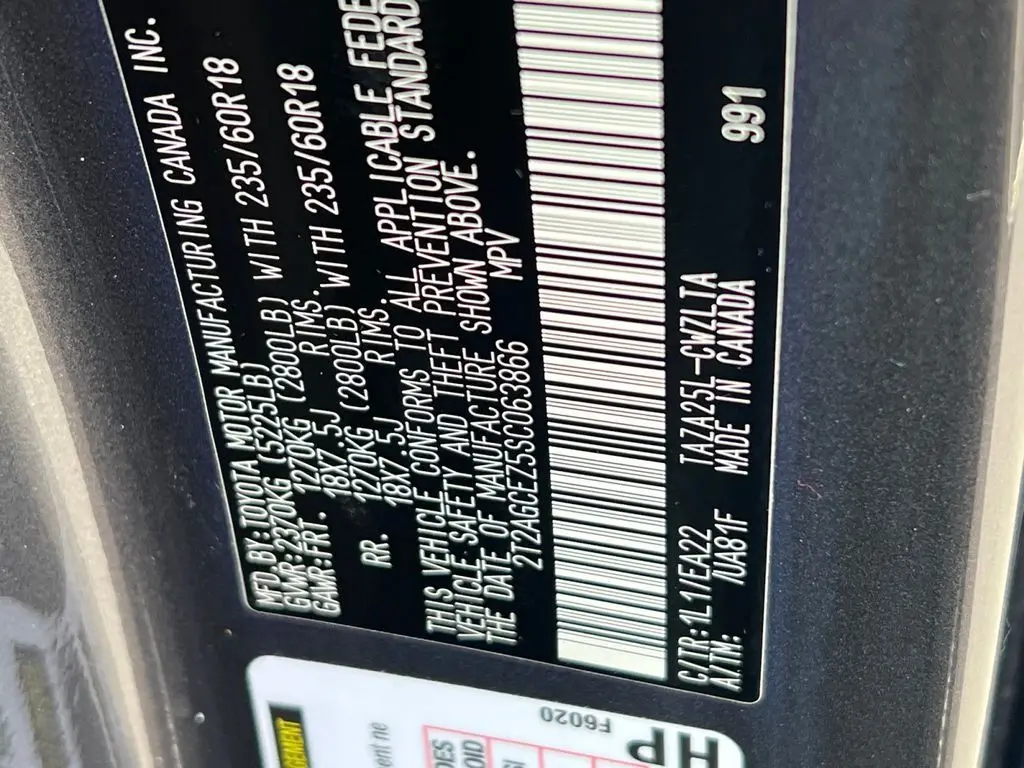 MFD.BY:TOYOTA MOTOR MANUFACTURING CANADA INC.
GVWR:2370KG (5225LB)
GAWR:FRT. 1270KG (2800LB) WITH 235/60R18
18X7.5J RIMS.
RR. 1270KG (2800LB) WITH 235/60R18
18X7.5J RIMS.
THIS VEHICLE CONFORMS TO ALL APPLICABLE FEDE
VEHICLE SAFETY AND THEFT PREVENTION STANDARD
THE DATE OF MANUFACTURE SHOWN ABOVE.
2T2AGCEZ5SC063866 MPV
C/TR:1L1/EA22 TAZA25L-CWZLTA 991
A/TM: /UA81F MADE IN CANADA
F6020